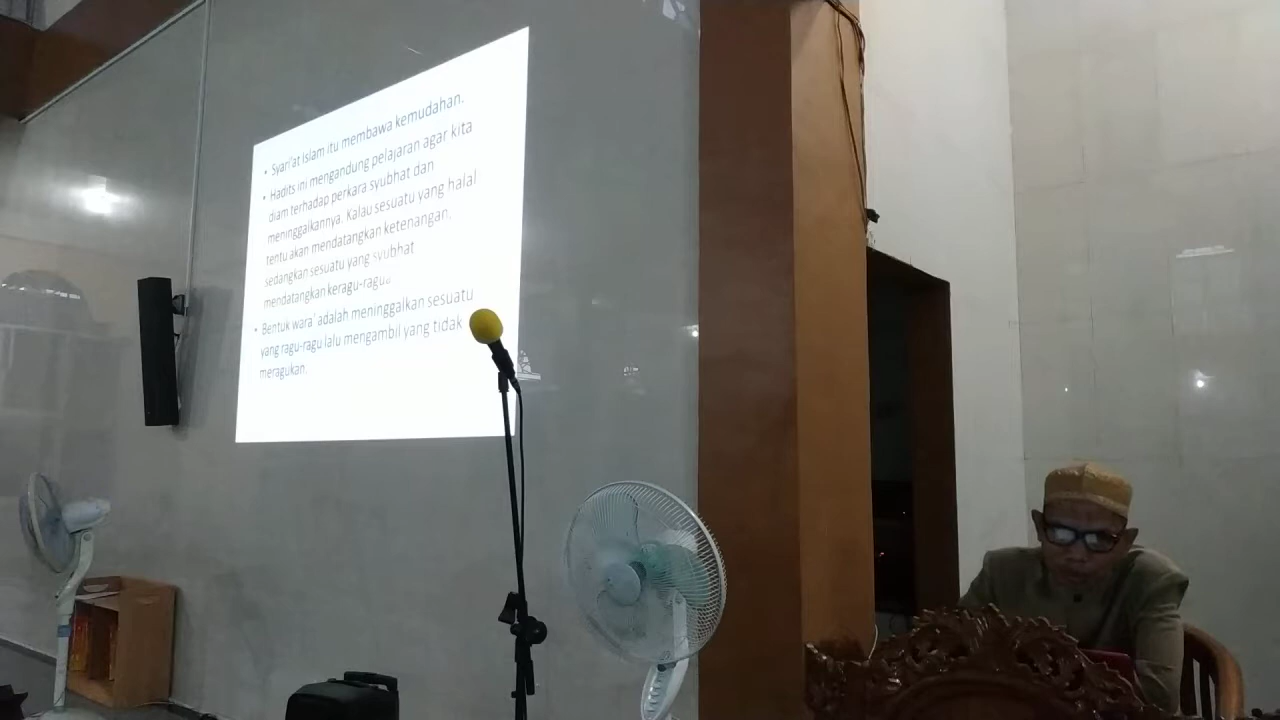 • Syari'at Islam itu membawa kemudahan.
• Hadits ini mengandung pelajaran agar kita
diam terhadap perkara syubhat dan
meninggalkannya. Kalau sesuatu yang halal
tentu akan mendatangkan ketenangan,
sedangkan sesuatu yang syubhat
mendatangkan keragu-raguan
• Bentuk wara' adalah meninggalkan sesuatu
yang ragu-ragu lalu mengambil yang tidak
meragukan.